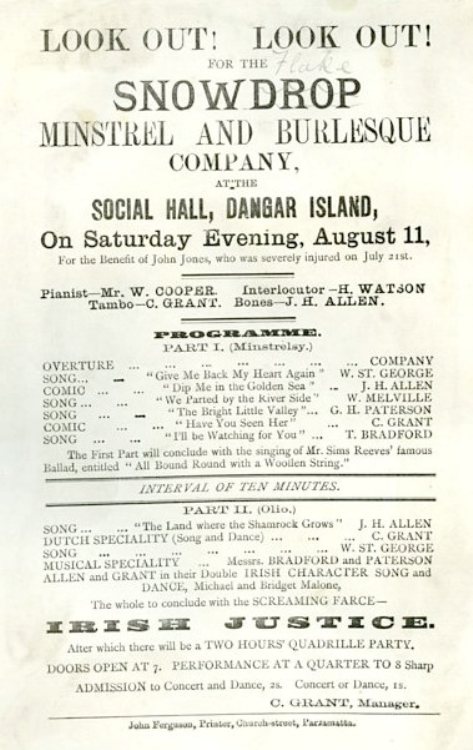 LOOK OUT! LOOK OUT!
FOR THE Flake
SNOWDROP
MINSTREL AND BURLESQUE
COMPANY,
AT THE
SOCIAL HALL, DANGAR ISLAND,
On Saturday Evening, August 11,
For the Benefit of John Jones, who was severely injured on July 21st.
Pianist—Mr. W. COOPER. Interlocutor—H. WATSON
Tambo—C. GRANT. Bones—J. H. ALLEN.
PROGRAMME.
PART I. (Minstrelsy.)
OVERTURE ... ... ... ... ... ... COMPANY
SONG... ... "Give Me Back My Heart Again" W. ST. GEORGE
COMIC ... ... "Dip Me in the Golden Sea" ... J. H. ALLEN
SONG ... ... "We Parted by the River Side" W. MELVILLE
SONG ... "The Bright Little Valley"... G. H. PATERSON
COMIC ... "Have You Seen Her" ... C. GRANT
SONG ... ... "I'll be Watching for You" ... T. BRADFORD
The First Part will conclude with the singing of Mr. Sims Reeves' famous
Ballad, entitled "All Bound Round with a Woollen String."
INTERVAL OF TEN MINUTES.
PART II. (Olio.)
SONG ... ... "The Land where the Shamrock Grows" J. H. ALLEN
DUTCH SPECIALITY (Song and Dance) ... ... ... C. GRANT
SONG ... ... ... ... ... ... W. ST. GEORGE
MUSICAL SPECIALITY ... Messrs. BRADFORD and PATERSON
ALLEN and GRANT in their Double IRISH CHARACTER SONG and
DANCE, Michael and Bridget Malone,
The whole to conclude with the SCREAMING FARCE—
IRISH JUSTICE.
After which there will be a TWO HOURS' QUADRILLE PARTY.
DOORS OPEN AT 7. PERFORMANCE AT A QUARTER TO 8 Sharp
ADMISSION to Concert and Dance, 2s. Concert or Dance, 1s.
C. GRANT, Manager.
John Ferguson, Printer, Church-street, Parramatta.